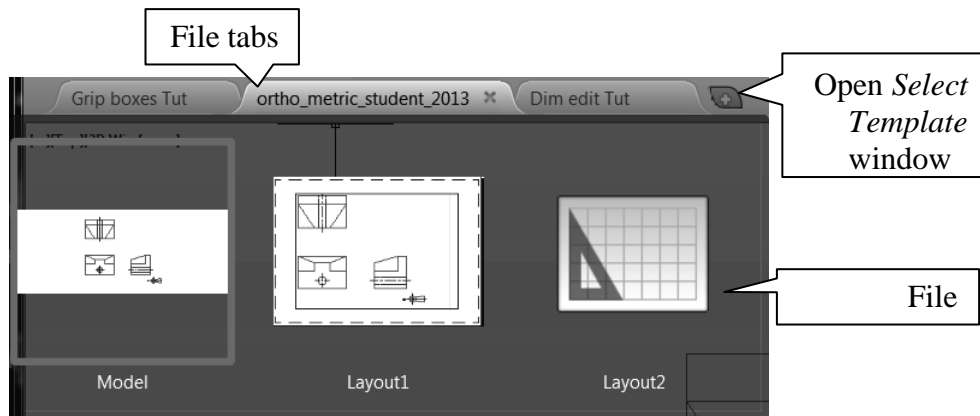 File tabs
Open Select
Template
window
Grip boxes Tut
ortho_metric_student_2013
Dim edit Tut
File
Model
Layout1
Layout2